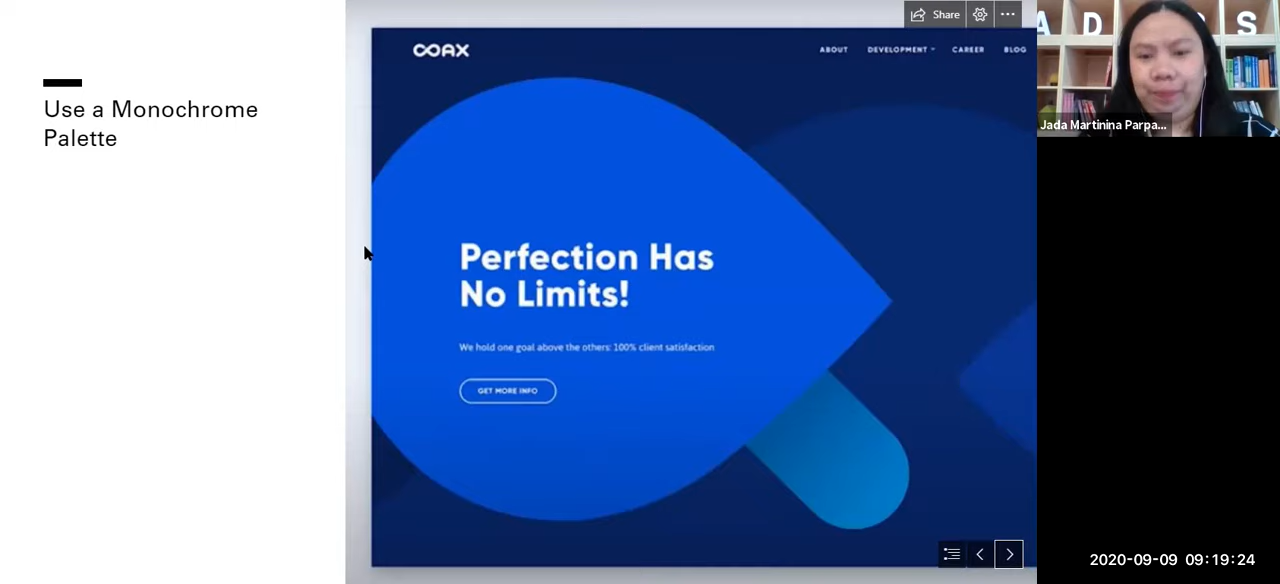 Use a Monochrome
Palette
Share
COAX
ABOUT
DEVELOPMENT
CAREER
BLOG
Perfection Has
No Limits!
We hold one goal above the others: 100% client satisfaction
GET MORE INFO
A D S
Jada Martinina Parpa...
2020-09-09 09:19:24